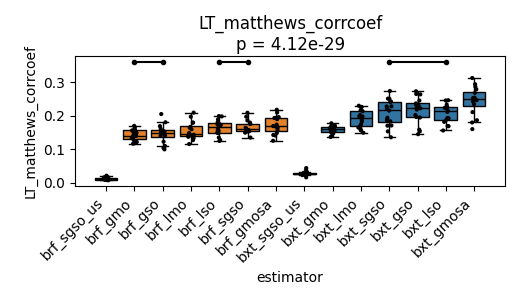 LT_matthews_corrcoef
p = 4.12e-29
LT_matthews_corrcoef
0.3
0.2
0.1
0.0
brf_sgso_us
brf_gmo
brf_gso
brf_lmo
brf_lso
brf_sgso
brf_gmosa
bxt_sgso_us
bxt_gmo
bxt_lmo
bxt_sgso
bxt_gso
bxt_lso
bxt_gmosa
estimator